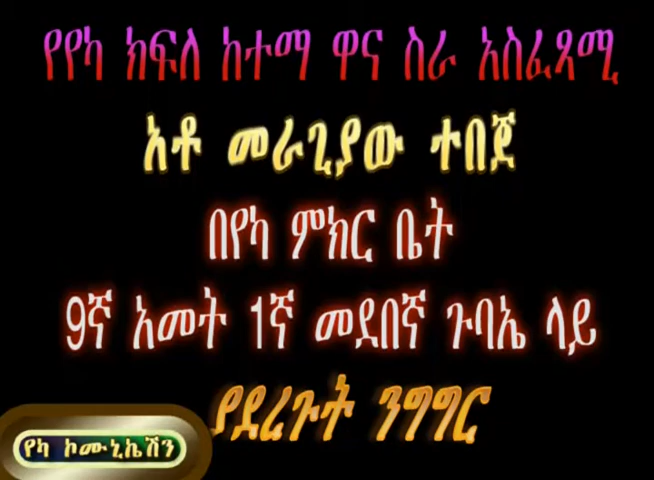 የየካ ክፍለ ከተማ ዋና ስራ አስፈጻሚ
አቶ መራጊያው ተበጀ
በየካ ምክር ቤት
9ኛ አመት 1ኛ መደበኛ ጉባኤ ላይ
ያደረጉት ንግግር
የካ ኮሙኒኬሽን